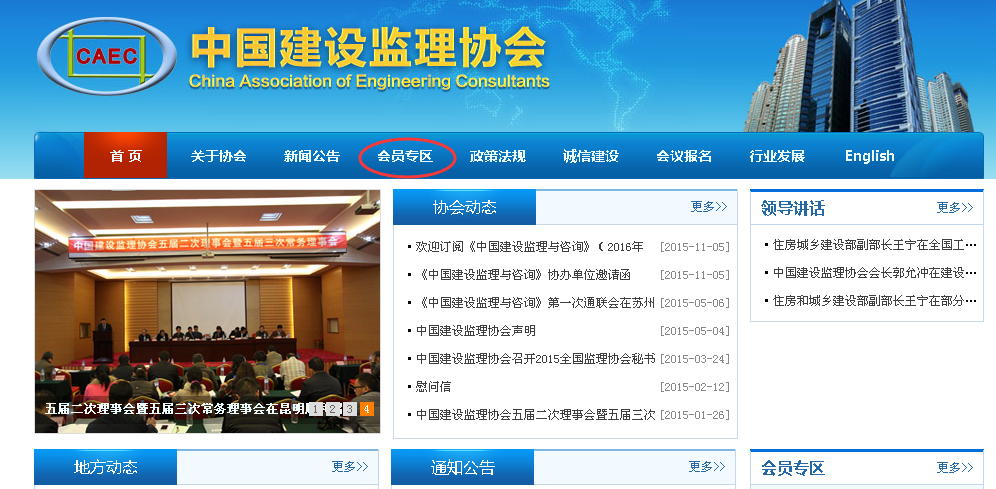 CAEC
中国建设监理协会
China Association of Engineering Consultants
首 页 关于协会 新闻公告 会员专区 政策法规 诚信建设 会议报名 行业发展 English
中国建设监理协会五届二次理事会暨五届三次常务理事会
五届二次理事会暨五届三次常务理事会在昆明
1 2 3 4
协会动态 更多>>
欢迎订阅《中国建设监理与咨询》（2016年 [2015-11-05]
《中国建设监理与咨询》协办单位邀请函 [2015-11-05]
《中国建设监理与咨询》第一次通联会在苏州 [2015-05-06]
中国建设监理协会声明 [2015-05-04]
中国建设监理协会召开2015全国监理协会秘书 [2015-03-24]
慰问信 [2015-02-12]
中国建设监理协会五届二次理事会暨五届三次 [2015-01-26]
领导讲话 更多>>
住房城乡建设部副部长王宁在全国工···
中国建设监理协会会长郭允冲在建设···
住房和城乡建设部副部长王宁在部分···
地方动态 更多>>
通知公告 更多>>
会员专区 更多>>